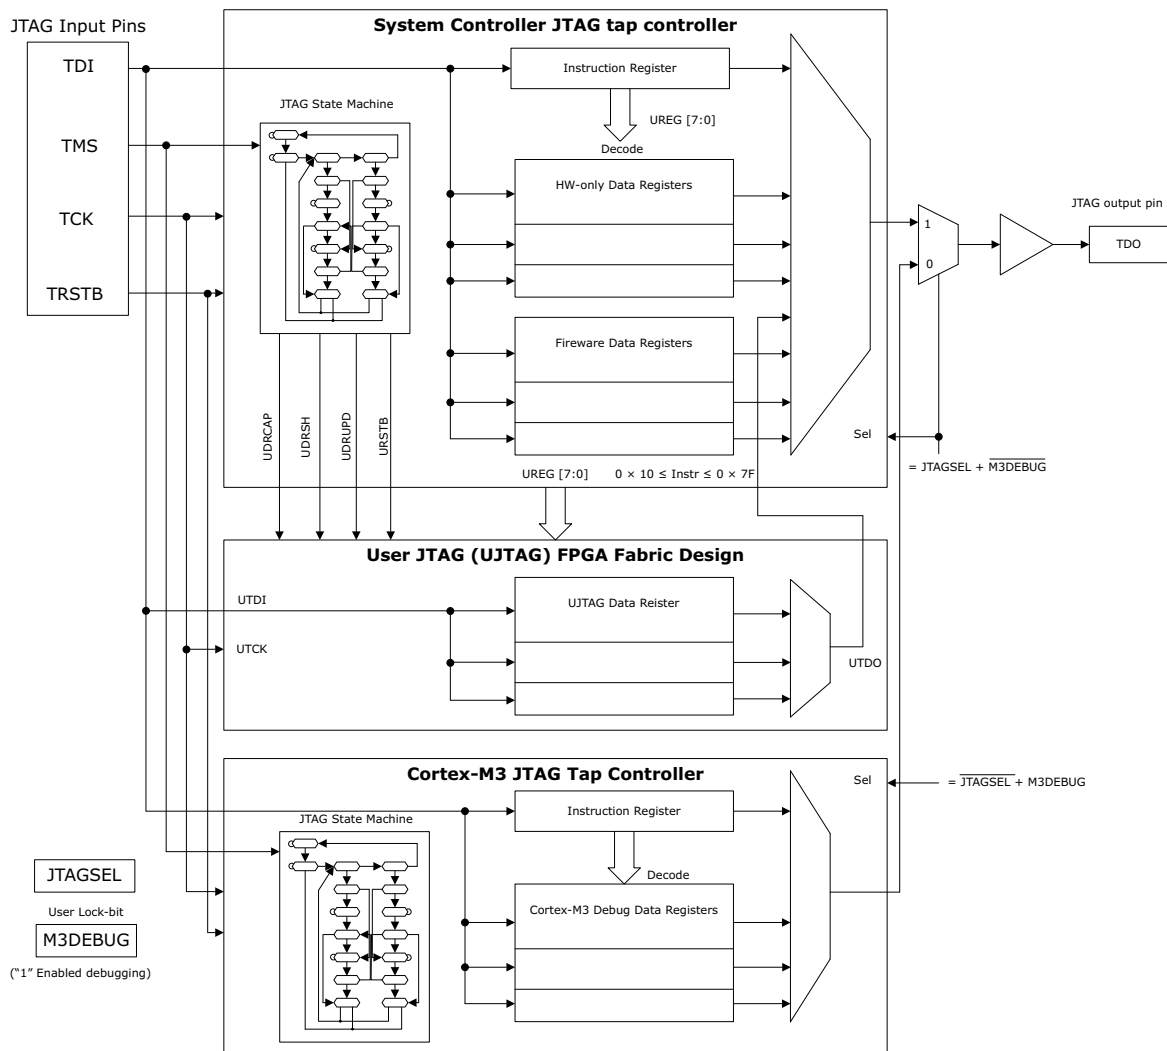 System Controller JTAG tap controller
JTAG Input Pins
TDI
TMS
TCK
TRSTB
Instruction Register
JTAG State Machine
UREG [7:0]
Decode
HW-only Data Registers
Fireware Data Registers
1
0
JTAG output pin
TDO
Sel
= JTAGSEL + M3DEBUG
UDRCAP
UDRSH
UDRUPD
URSTB
UREG [7:0] 0 × 10 ≤ Instr ≤ 0 × 7F
User JTAG (UJTAG) FPGA Fabric Design
UTDI
UJTAG Data Reister
UTCK
UTDO
Cortex-M3 JTAG Tap Controller
Sel
= JTAGSEL + M3DEBUG
Instruction Register
JTAG State Machine
Decode
Cortex-M3 Debug Data Registers
JTAGSEL
User Lock-bit
M3DEBUG
(“1” Enabled debugging)